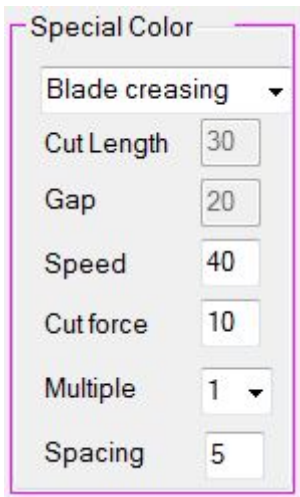 Special Color
Blade creasing
Cut Length 30
Gap 20
Speed 40
Cut force 10
Multiple 1
Spacing 5